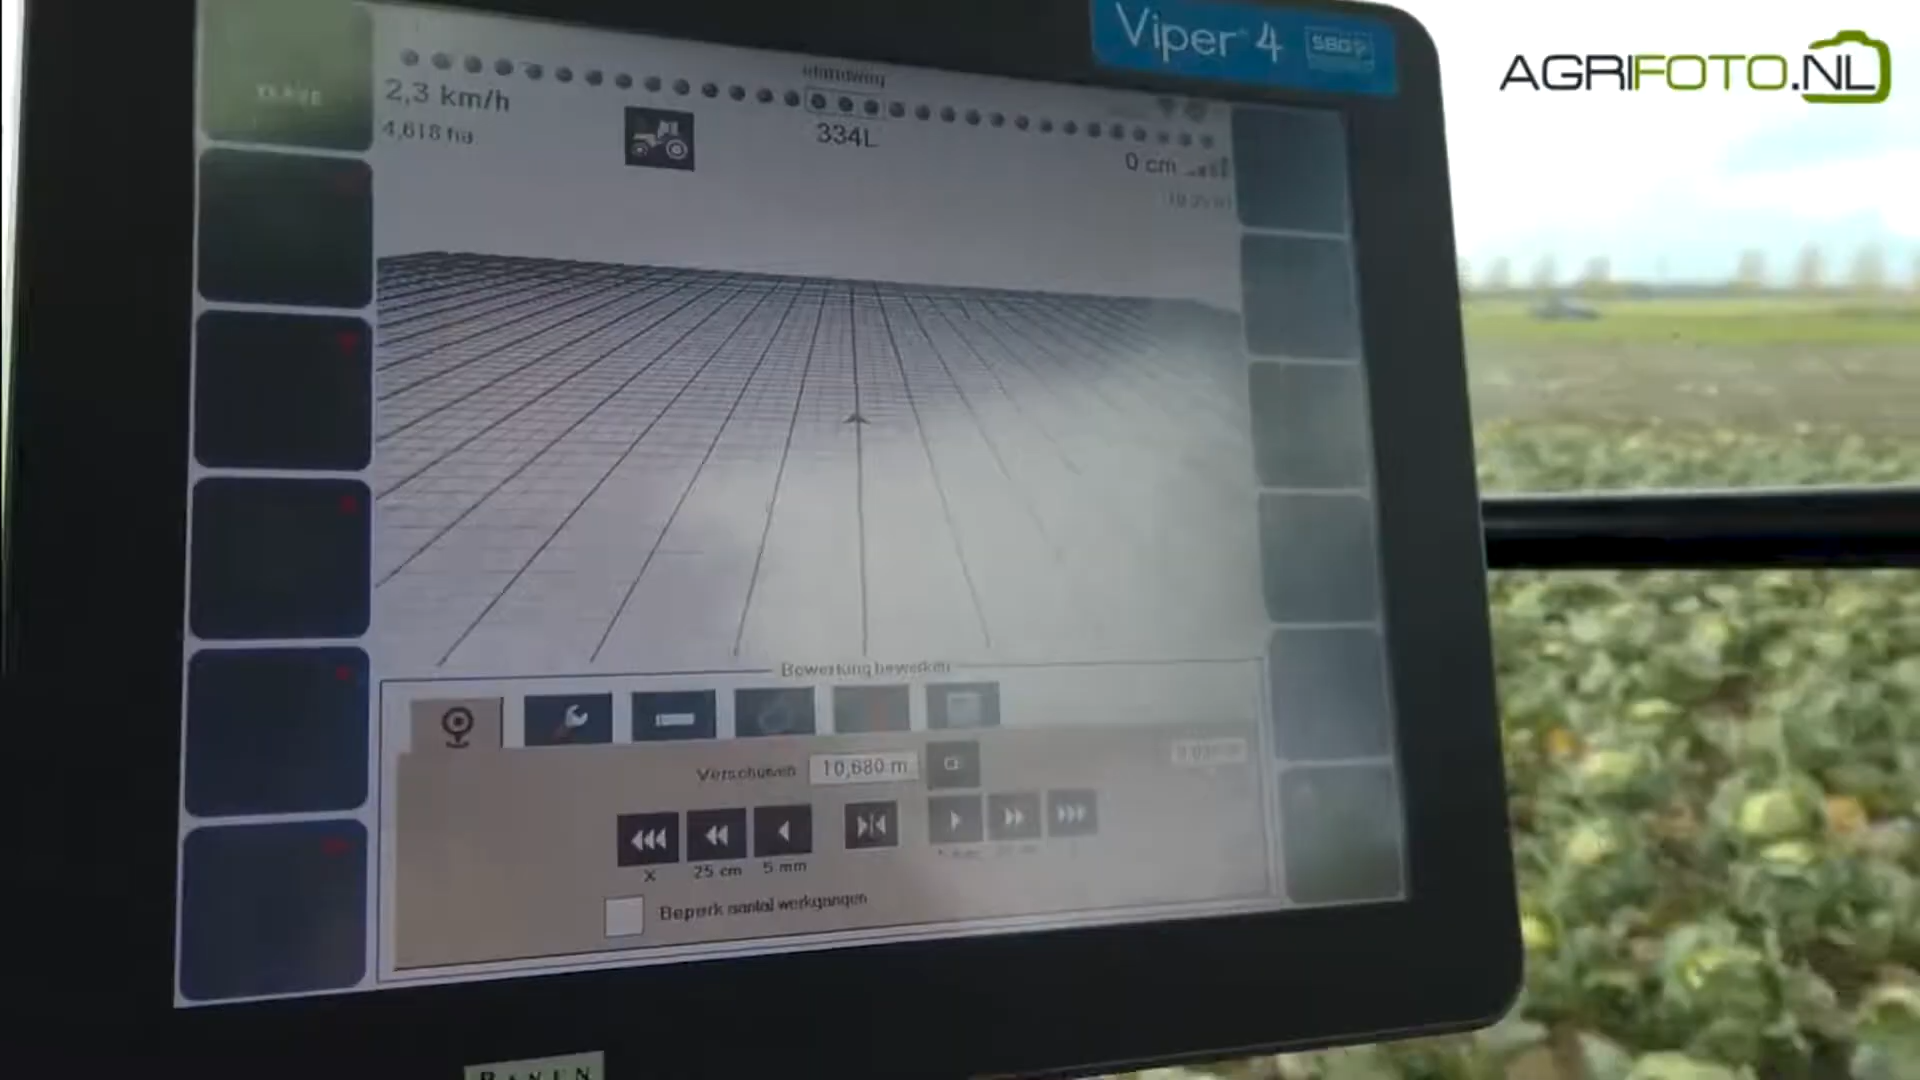 Viper 4
SBG
AGRIFOTO.NL
2,3 km/h
4,618 ha
334L
0 cm
Bewerking bewerken
Verschuiven
10,680 m
X
25 cm
5 mm
Beperk aantal werkgangen